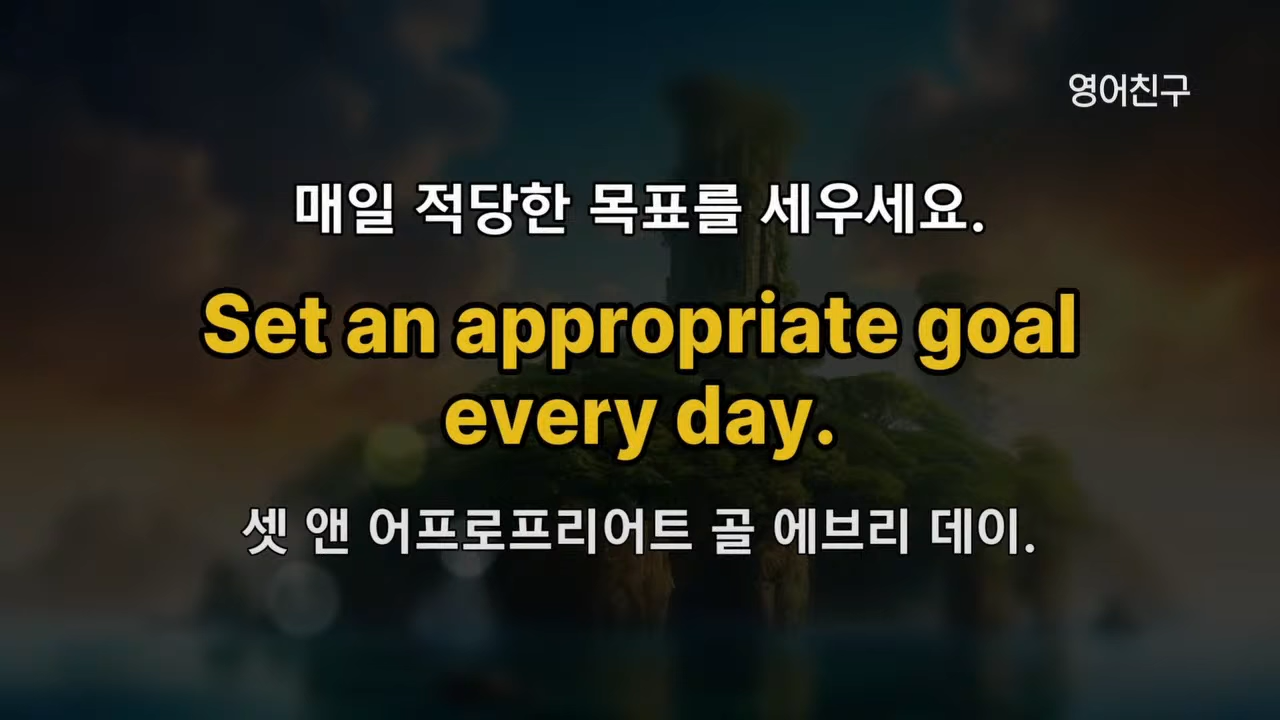 영어친구
매일 적당한 목표를 세우세요.
Set an appropriate goal
every day.
셋 앤 어프로프리어트 골 에브리 데이.